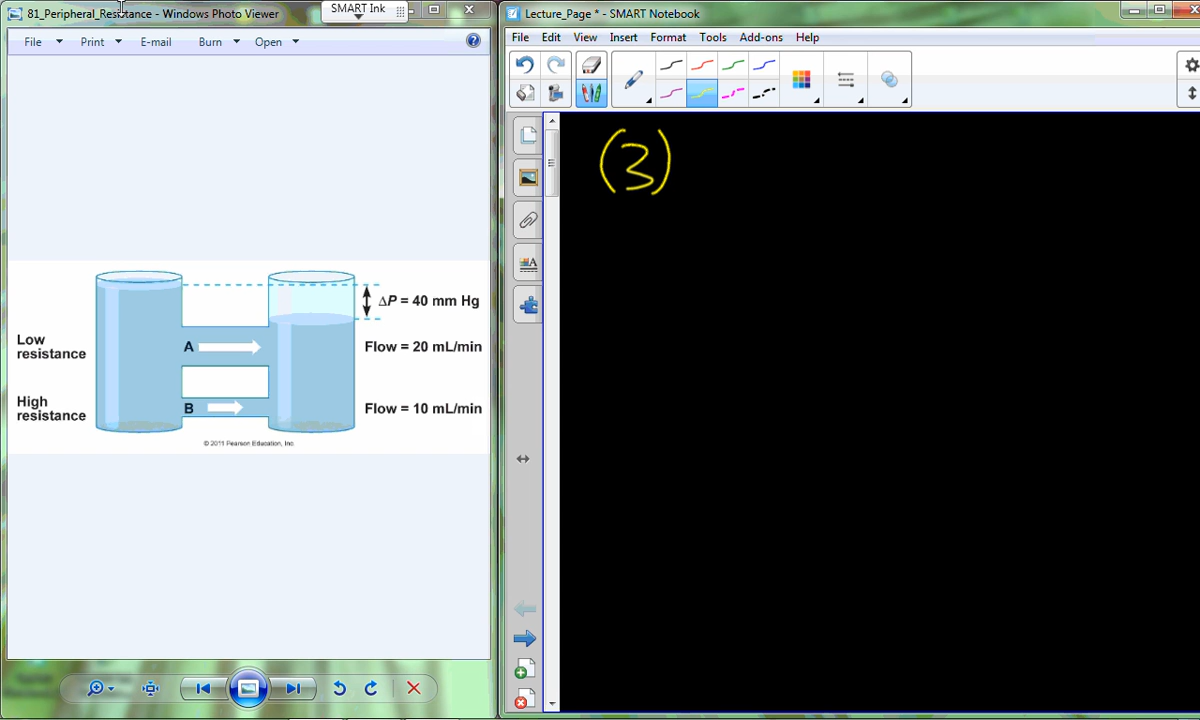 81_Peripheral_Resistance - Windows Photo Viewer
SMART Ink
File Print E-mail Burn Open
Low resistance
High resistance
A
B
ΔP = 40 mm Hg
Flow = 20 mL/min
Flow = 10 mL/min
© 2011 Pearson Education, Inc.
Lecture_Page * - SMART Notebook
File Edit View Insert Format Tools Add-ons Help
(3)